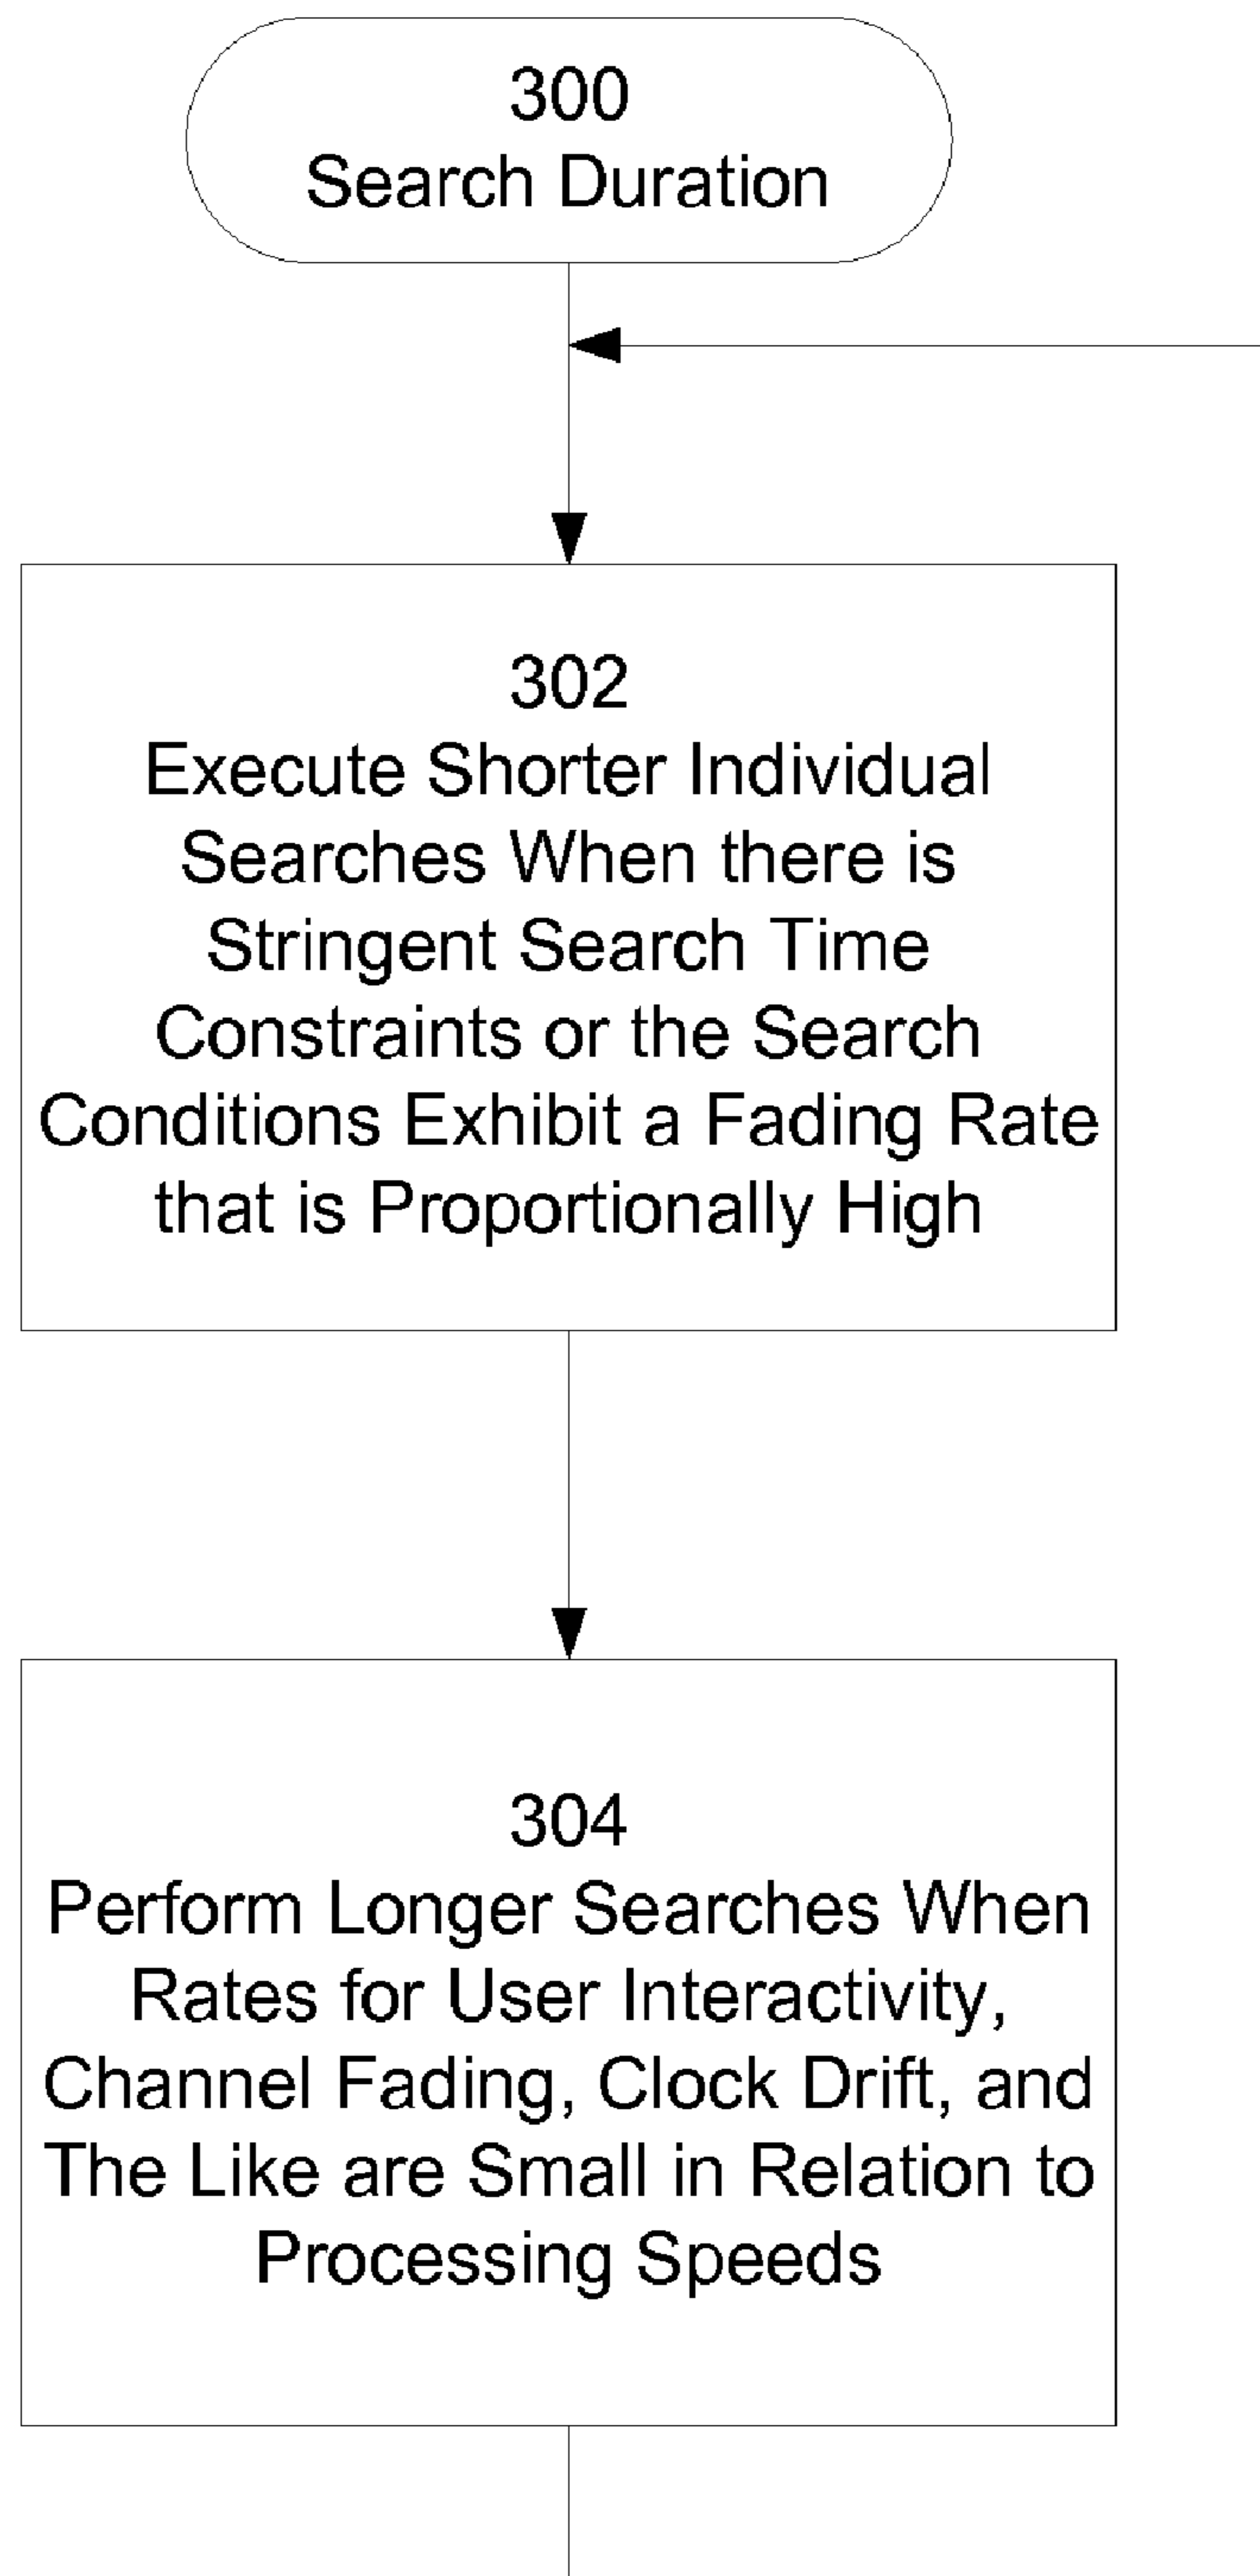 300
Search Duration
302
Execute Shorter Individual
Searches When there is
Stringent Search Time
Constraints or the Search
Conditions Exhibit a Fading Rate
that is Proportionally High
304
Perform Longer Searches When
Rates for User Interactivity,
Channel Fading, Clock Drift, and
The Like are Small in Relation to
Processing Speeds